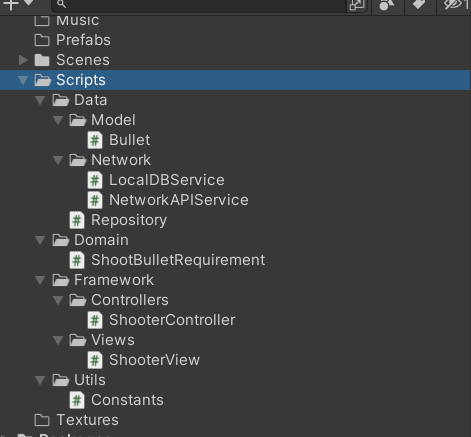 Music
Prefabs
Scenes
Scripts
Data
Model
Bullet
Network
LocalDBService
NetworkAPIService
Repository
Domain
ShootBulletRequirement
Framework
Controllers
ShooterController
Views
ShooterView
Utils
Constants
Textures